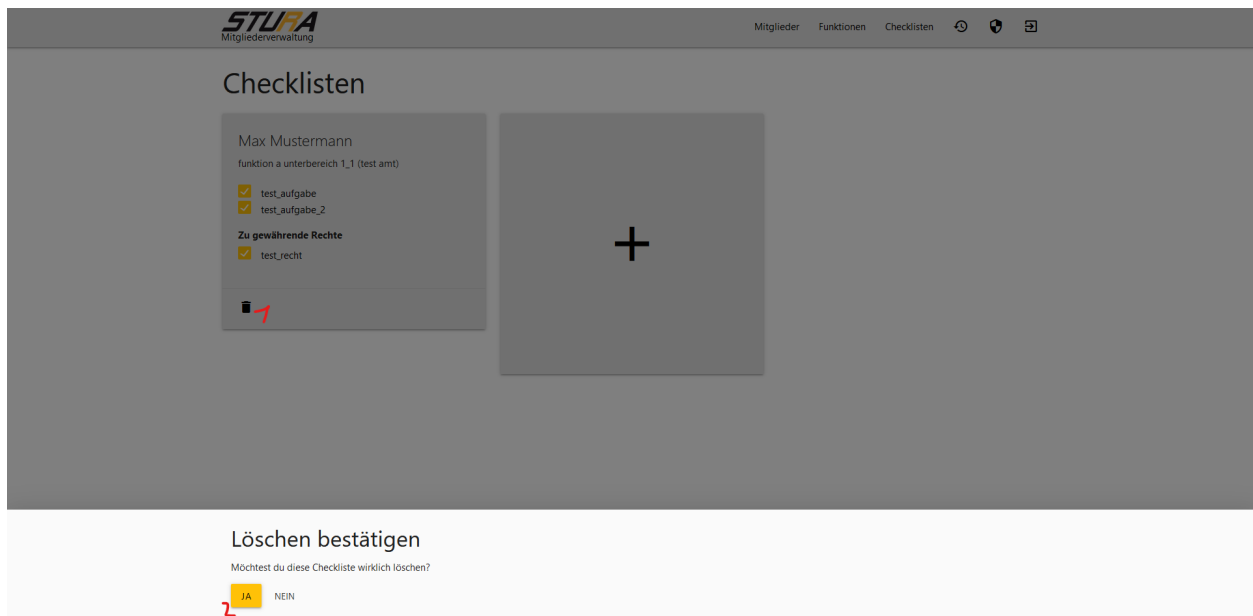 STURA
Mitgliederverwaltung
Mitglieder Funktionen Checklisten
Checklisten
Max Mustermann
funktion a unterbereich 1_1 (test amt)
test_aufgabe
test_aufgabe_2
Zu gewährende Rechte
test_recht
1
Löschen bestätigen
Möchtest du diese Checkliste wirklich löschen?
2
JA NEIN